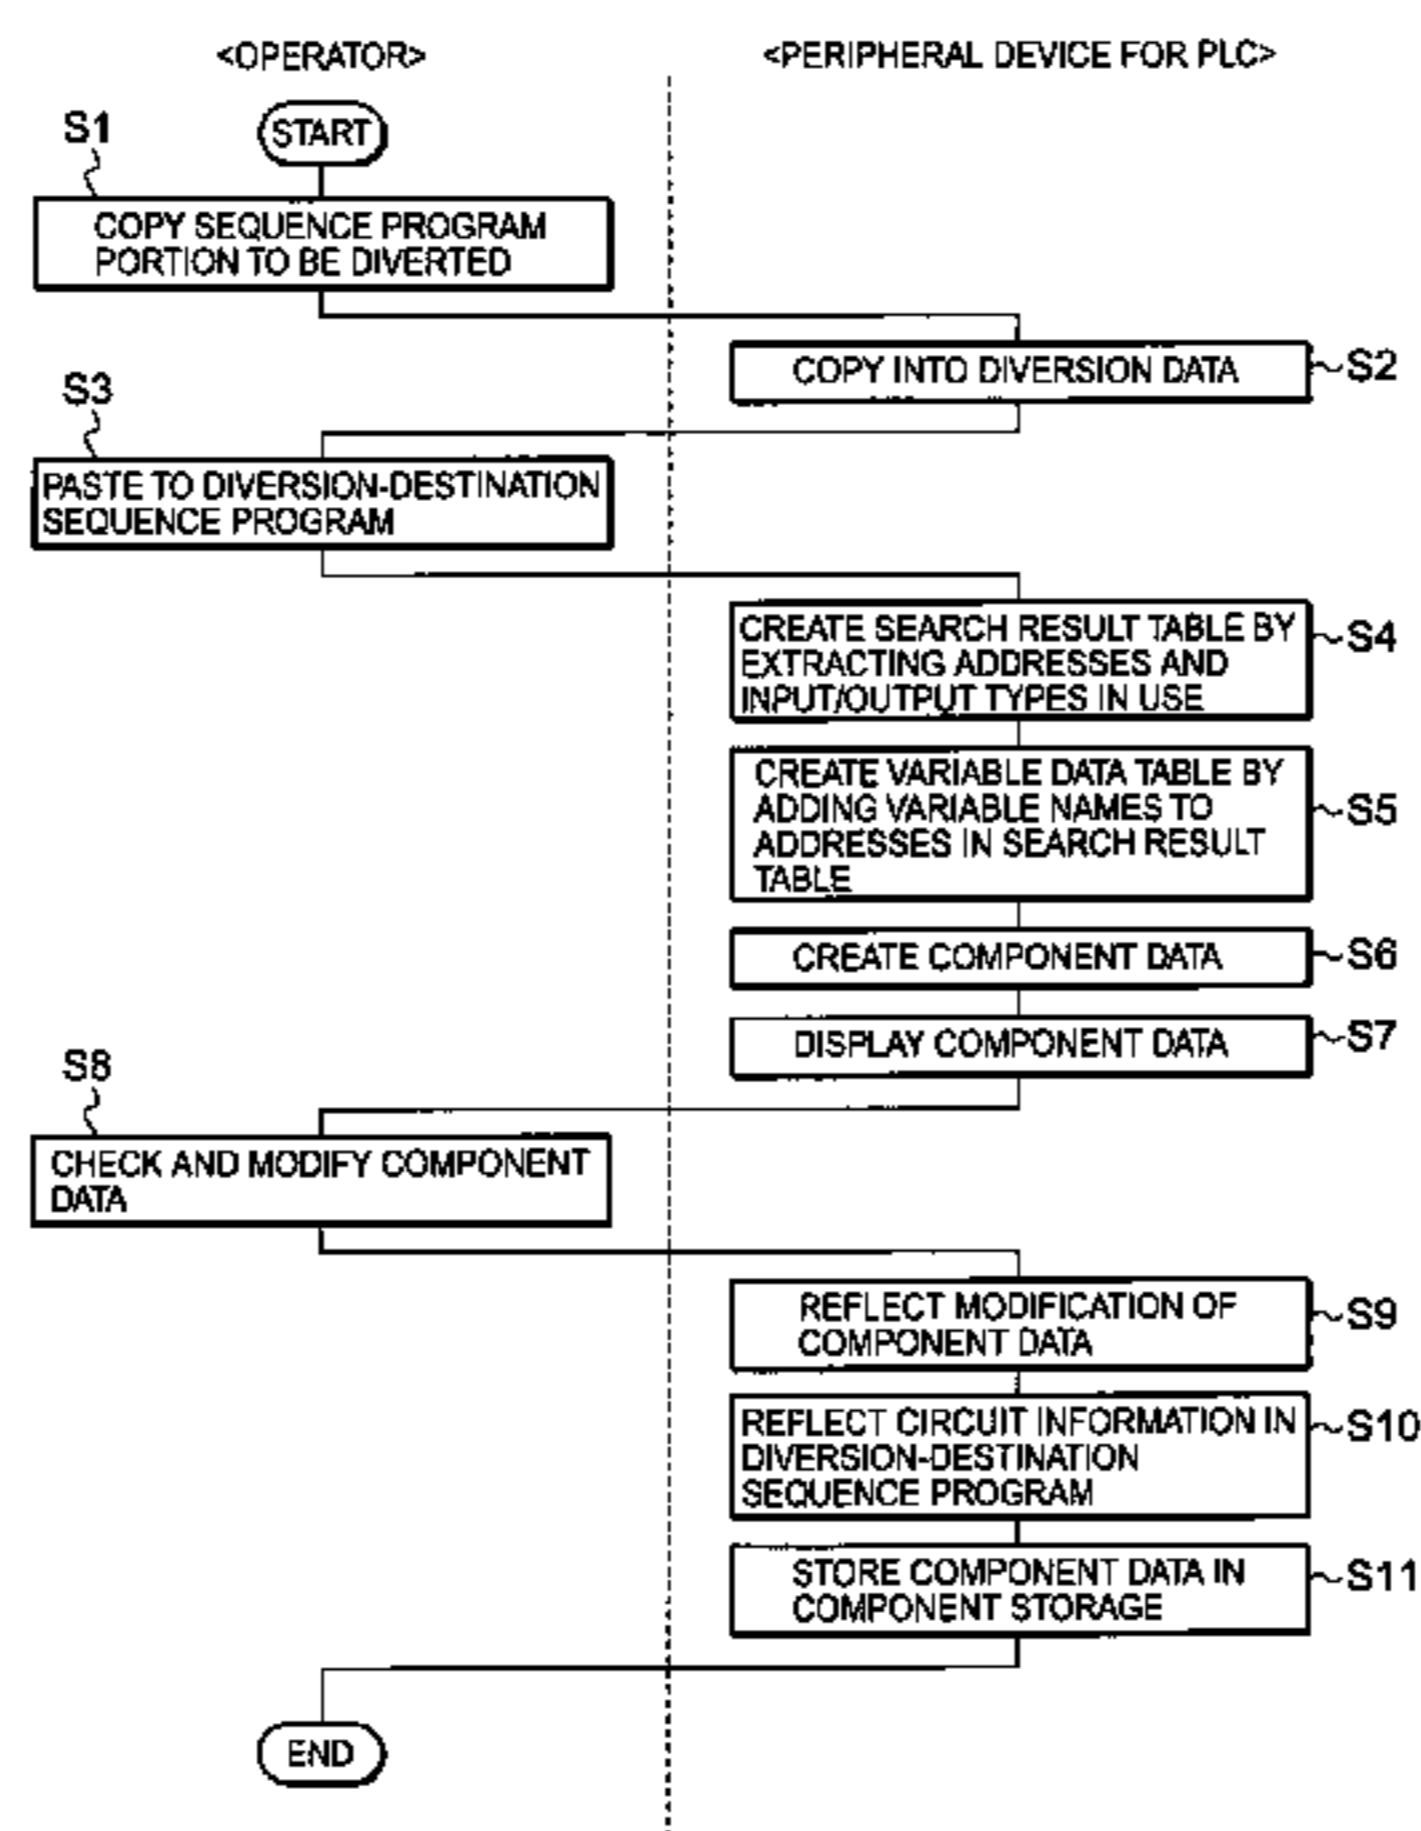 <OPERATOR>
<PERIPHERAL DEVICE FOR PLC>
START
S1
COPY SEQUENCE PROGRAM
PORTION TO BE DIVERTED
COPY INTO DIVERSION DATA
S2
S3
PASTE TO DIVERSION-DESTINATION
SEQUENCE PROGRAM
CREATE SEARCH RESULT TABLE BY
EXTRACTING ADDRESSES AND
INPUT/OUTPUT TYPES IN USE
S4
CREATE VARIABLE DATA TABLE BY
ADDING VARIABLE NAMES TO
ADDRESSES IN SEARCH RESULT
TABLE
S5
CREATE COMPONENT DATA
S6
DISPLAY COMPONENT DATA
S7
S8
CHECK AND MODIFY COMPONENT
DATA
REFLECT MODIFICATION OF
COMPONENT DATA
S9
REFLECT CIRCUIT INFORMATION IN
DIVERSION-DESTINATION
SEQUENCE PROGRAM
S10
STORE COMPONENT DATA IN
COMPONENT STORAGE
S11
END